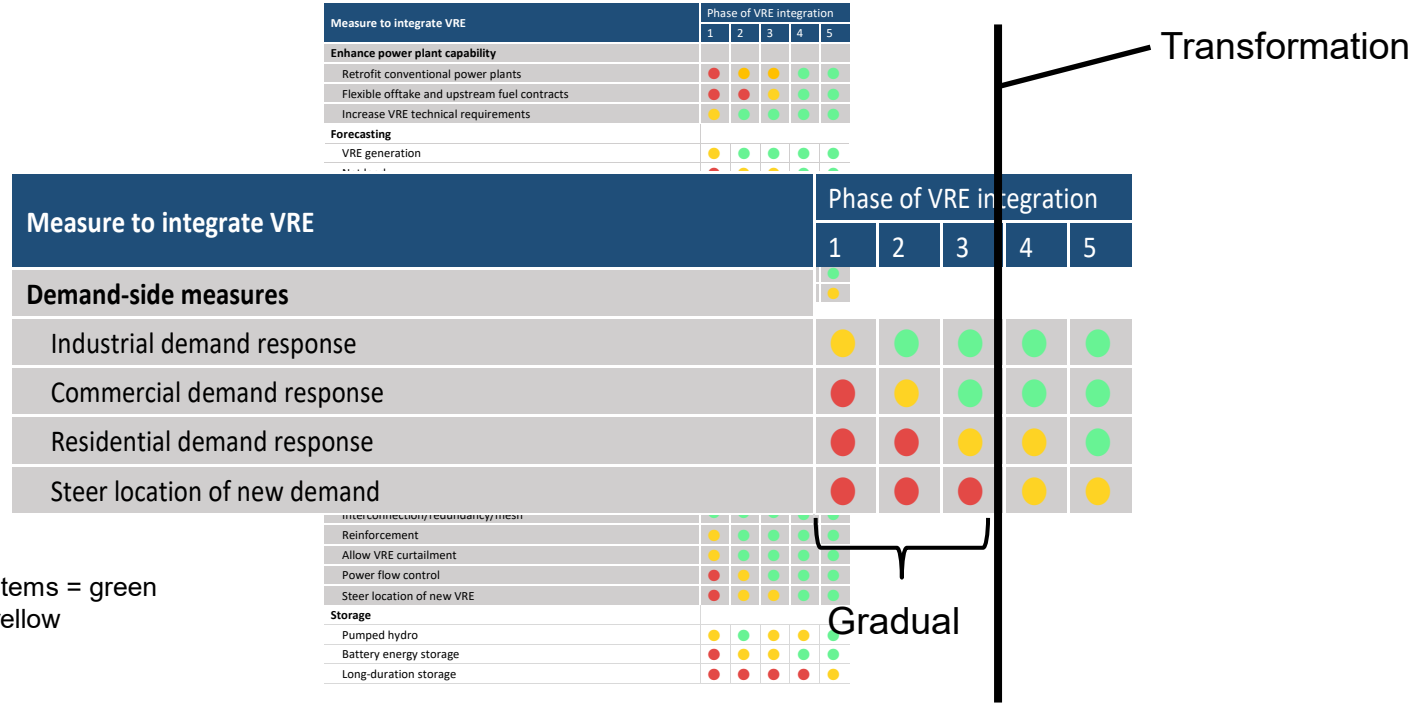 Measure to integrate VRE
Phase of VRE integration
1 2 3 4 5
Enhance power plant capability
Retrofit conventional power plants
Flexible offtake and upstream fuel contracts
Increase VRE technical requirements
Forecasting
VRE generation
Transformation
Measure to integrate VRE
Phase of VRE integration
1 2 3 4 5
Demand-side measures
Industrial demand response
Commercial demand response
Residential demand response
Steer location of new demand
Interconnection/redundancy/mesh
Reinforcement
Allow VRE curtailment
Power flow control
Steer location of new VRE
Storage
Pumped hydro
Battery energy storage
Long-duration storage
= green
Gradual